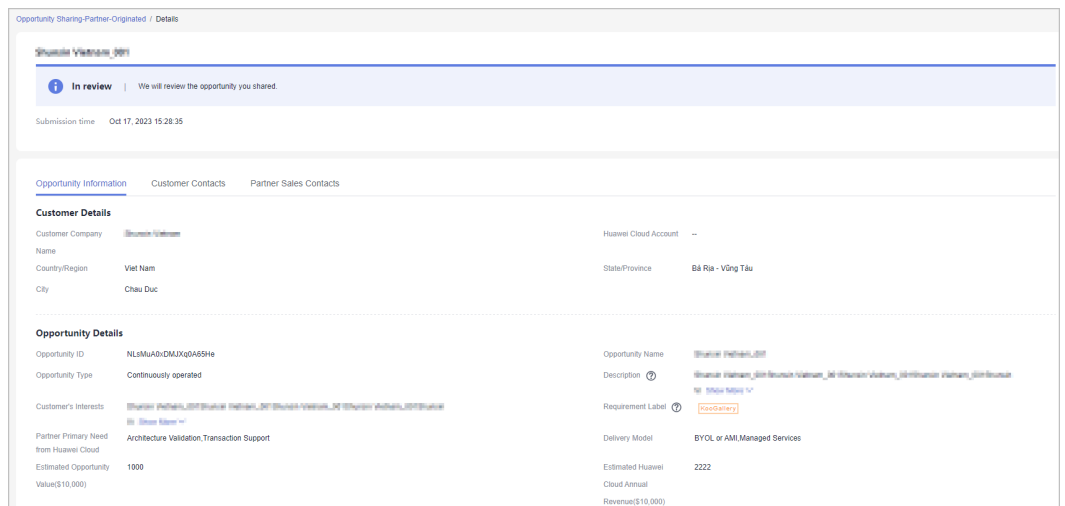 Opportunity Sharing-Partner-Originated / Details
In review | We will review the opportunity you shared.
Submission time Oct 17, 2023 15:28:35
Opportunity Information Customer Contacts Partner Sales Contacts
Customer Details
Customer Company Name
Huawei Cloud Account --
Country/Region Viet Nam
State/Province Bà Rịa - Vũng Tàu
City Chau Duc
Opportunity Details
Opportunity ID NLsMuA0xDMJXq0A65He
Opportunity Name
Opportunity Type Continuously operated
Description
Show More
Customer's Interests
Show More
Requirement Label KooGallery
Partner Primary Need
from Huawei Cloud
Architecture Validation,Transaction Support
Delivery Model BYOL or AMI,Managed Services
Estimated Opportunity
Value($10,000)
1000
Estimated Huawei
Cloud Annual
Revenue($10,000)
2222